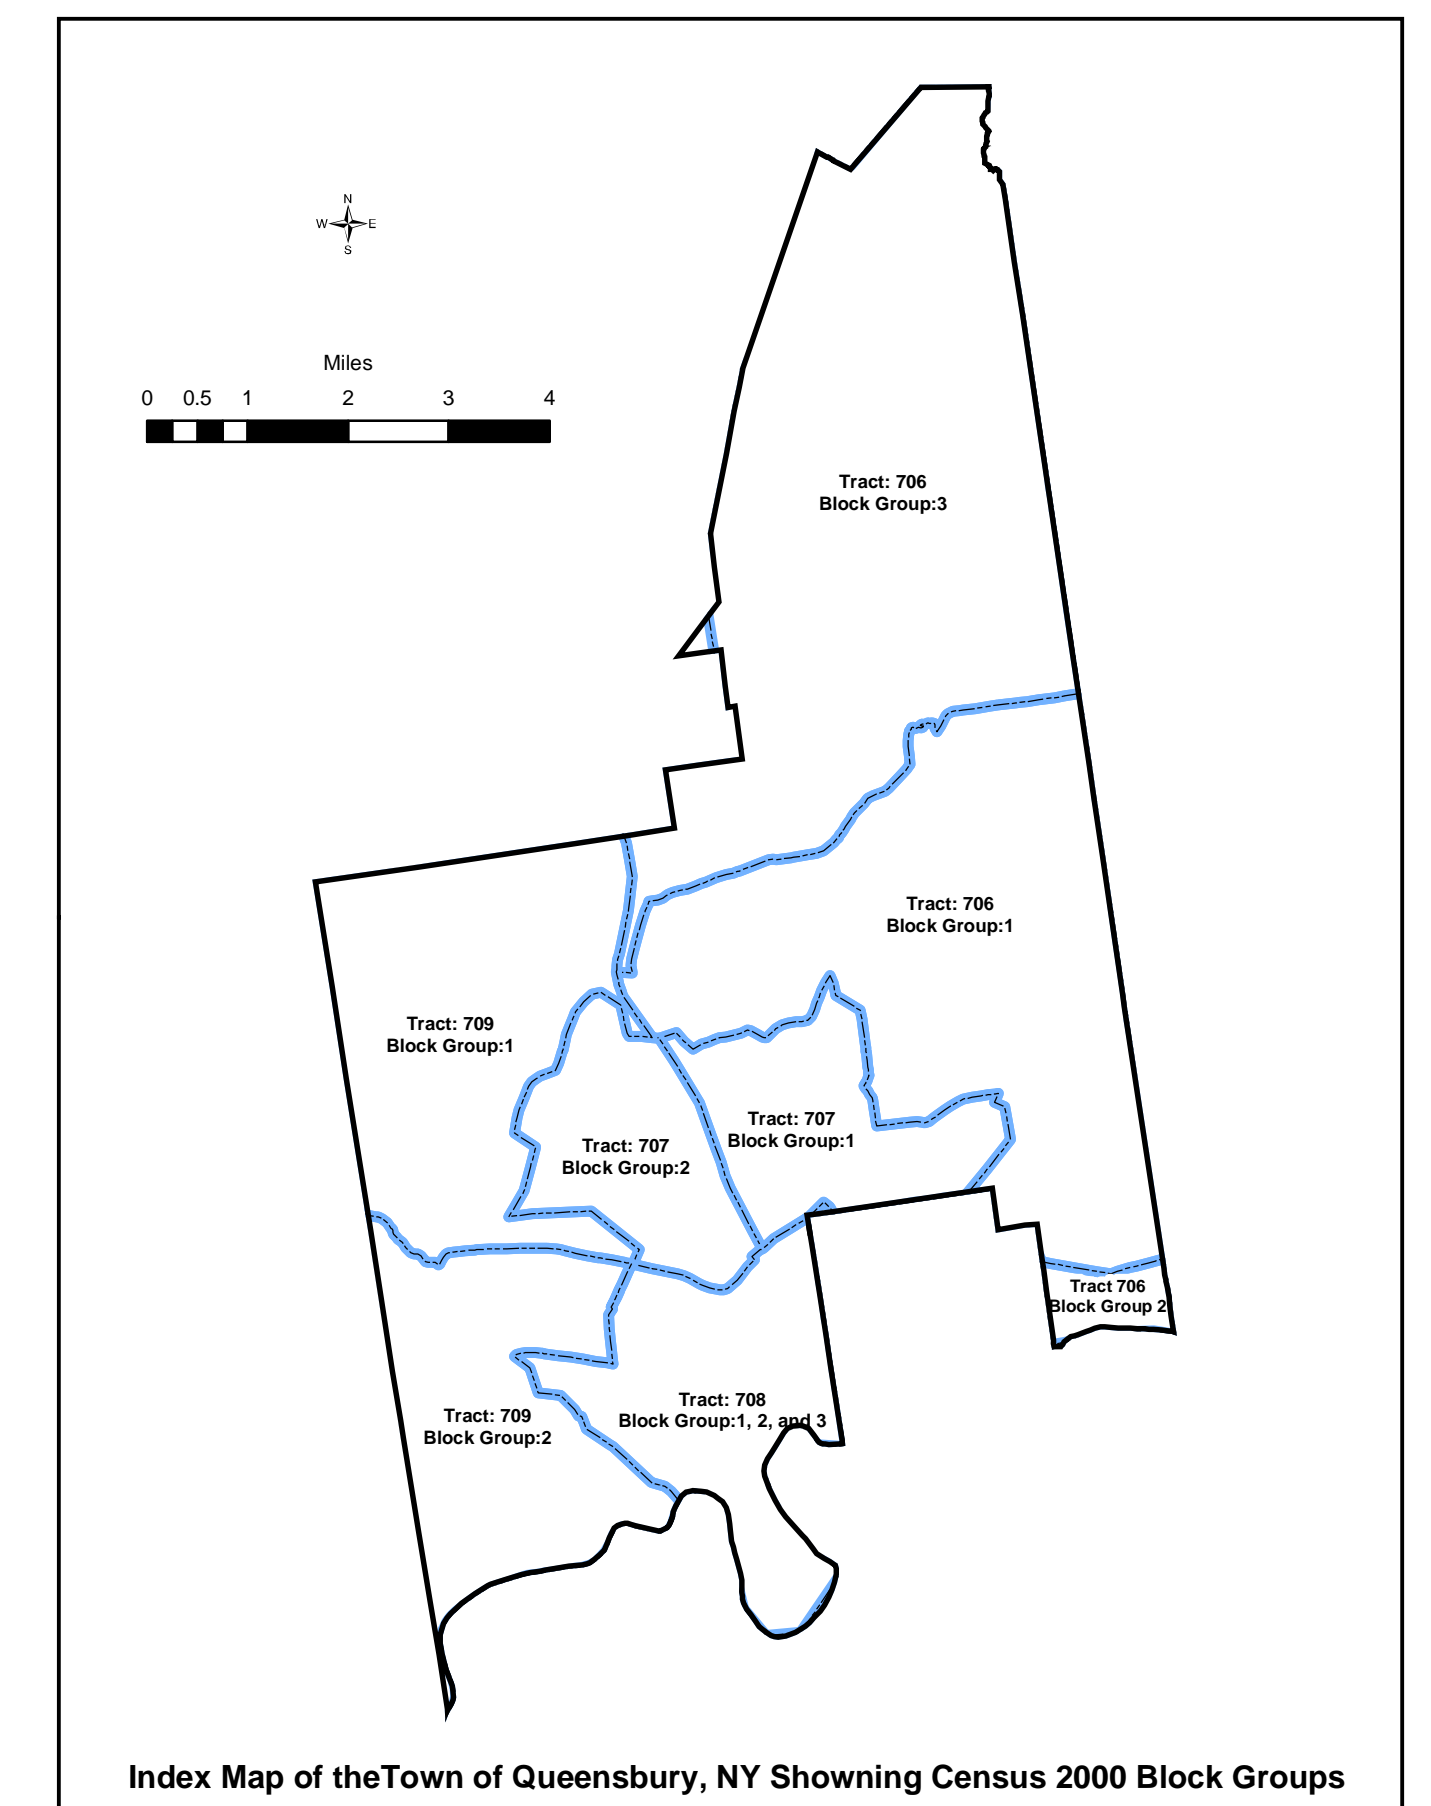 N
W E
S
Miles
0 0.5 1 2 3 4
Tract: 706
Block Group:3
Tract: 706
Block Group:1
Tract: 709
Block Group:1
Tract: 707
Block Group:1
Tract: 707
Block Group:2
Tract 706
Block Group 2
Tract: 708
Block Group:1, 2, and 3
Tract: 709
Block Group:2
Index Map of theTown of Queensbury, NY Showning Census 2000 Block Groups